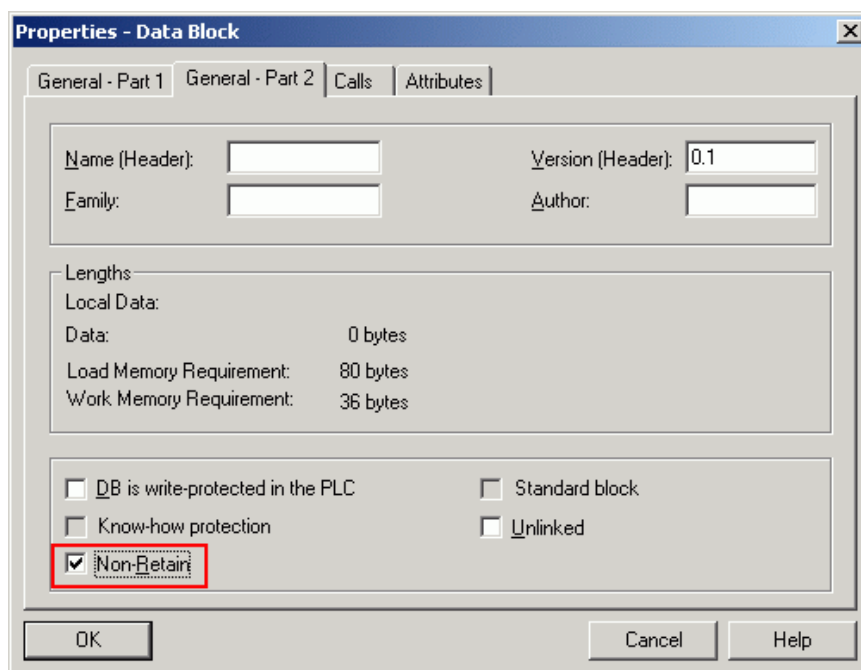 Properties - Data Block
General - Part 1 General - Part 2 Calls Attributes
Name (Header): Version (Header): 0.1
Family: Author:
Lengths
Local Data:
Data: 0 bytes
Load Memory Requirement: 80 bytes
Work Memory Requirement: 36 bytes
DB is write-protected in the PLC Standard block
Know-how protection Unlinked
Non-Retain
OK Cancel Help